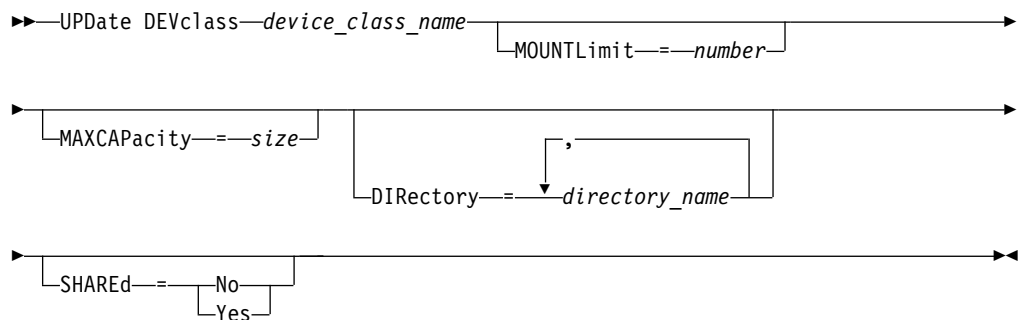 UPDate DEVclass device_class_name
MOUNTLimit = number
MAXCAPacity = size
,
DIRectory = directory_name
SHAREd = No
Yes